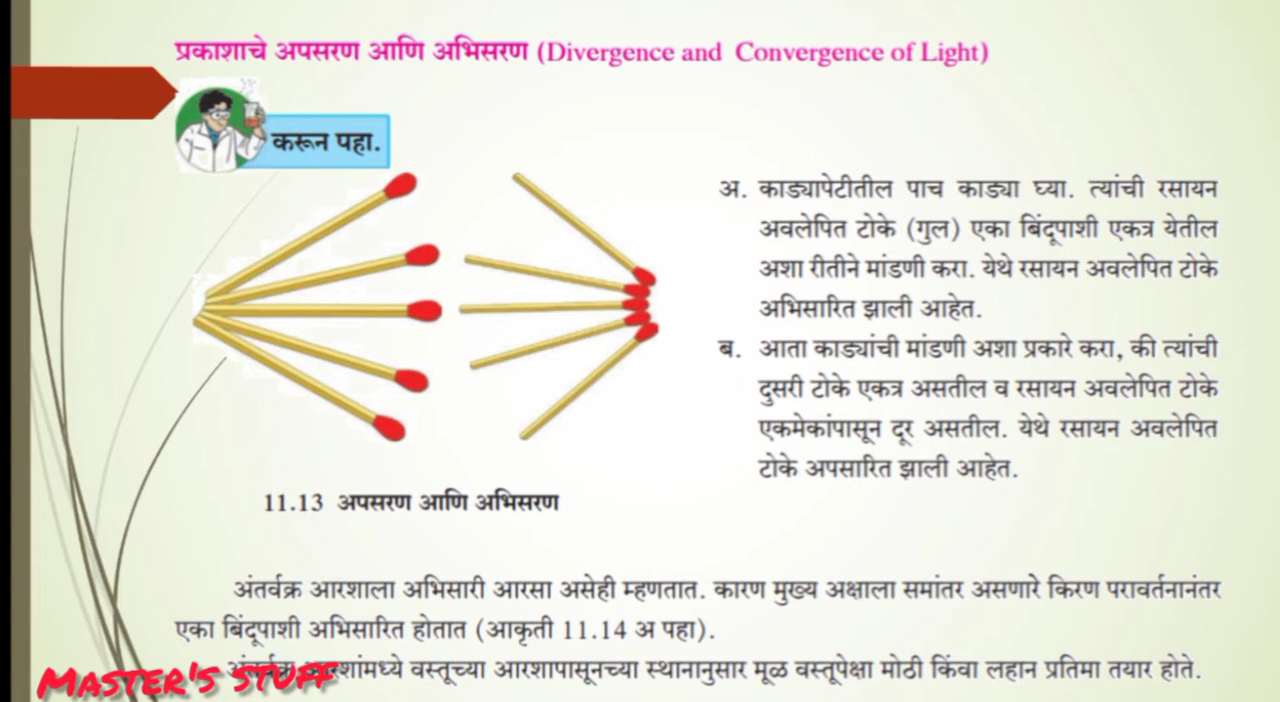 प्रकाशाचे अपसरण आणि अभिसरण (Divergence and Convergence of Light)
करून पहा.
अ. काड्यापेटीतील पाच काड्या घ्या. त्यांची रसायन
अवलेपित टोके (गुल) एका बिंदूपाशी एकत्र येतील
अशा रीतीने मांडणी करा. येथे रसायन अवलेपित टोके
अभिसारित झाली आहेत.
ब. आता काड्यांची मांडणी अशा प्रकारे करा, की त्यांची
दुसरी टोके एकत्र असतील व रसायन अवलेपित टोके
एकमेकांपासून दूर असतील. येथे रसायन अवलेपित
टोके अपसारित झाली आहेत.
11.13 अपसरण आणि अभिसरण
अंतर्वक्र आरशाला अभिसारी आरसा असेही म्हणतात. कारण मुख्य अक्षाला समांतर असणारे किरण परावर्तनानंतर
एका बिंदूपाशी अभिसारित होतात (आकृती 11.14 अ पहा).
अंतर्वक्र आरशांमध्ये वस्तूच्या आरशापासूनच्या स्थानानुसार मूळ वस्तूपेक्षा मोठी किंवा लहान प्रतिमा तयार होते.
MASTER'S STUFF